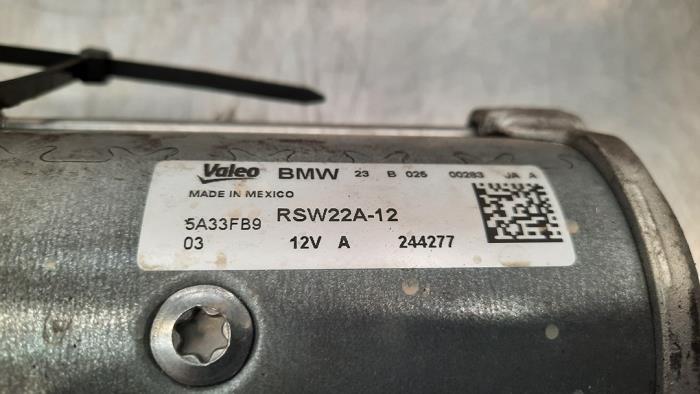 Valeo BMW 23 B 025 00283 JA A
MADE IN MEXICO
5A33FB9 RSW22A-12
03 12V A 244277